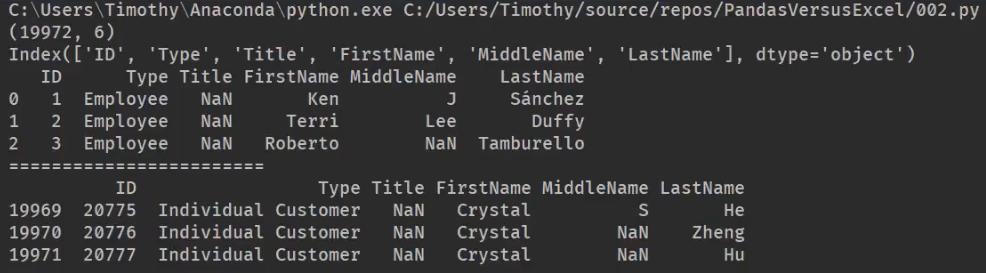 C:\Users\Timothy\Anaconda\python.exe C:/Users/Timothy/source/repos/PandasVersusExcel/002.py
(19972, 6)
Index(['ID', 'Type', 'Title', 'FirstName', 'MiddleName', 'LastName'], dtype='object')
   ID      Type Title FirstName MiddleName    LastName
0   1  Employee   NaN       Ken          J     Sánchez
1   2  Employee   NaN     Terri        Lee       Duffy
2   3  Employee   NaN   Roberto        NaN  Tamburello
========================
          ID                 Type Title FirstName MiddleName LastName
19969  20775  Individual Customer   NaN   Crystal          S       He
19970  20776  Individual Customer   NaN   Crystal        NaN    Zheng
19971  20777  Individual Customer   NaN   Crystal        NaN       Hu